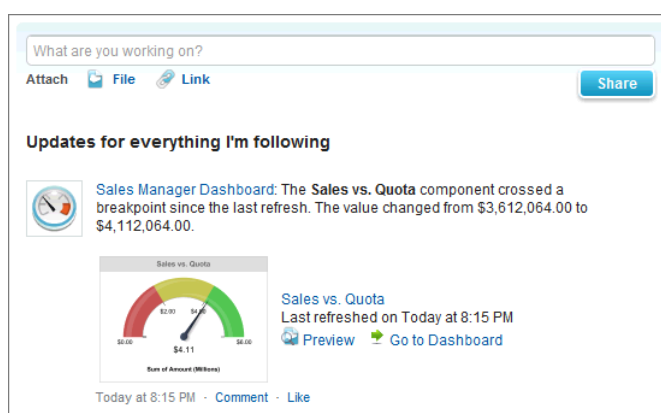 What are you working on?
Attach File Link
Share
Updates for everything I'm following
Sales Manager Dashboard: The Sales vs. Quota component crossed a
breakpoint since the last refresh. The value changed from $3,612,064.00 to
$4,112,064.00.
Sales vs. Quota
$2.00
$0.00 $6.00
$4.11
Sum of Amount (Millions)
Sales vs. Quota
Last refreshed on Today at 8:15 PM
Preview Go to Dashboard
Today at 8:15 PM · Comment · Like